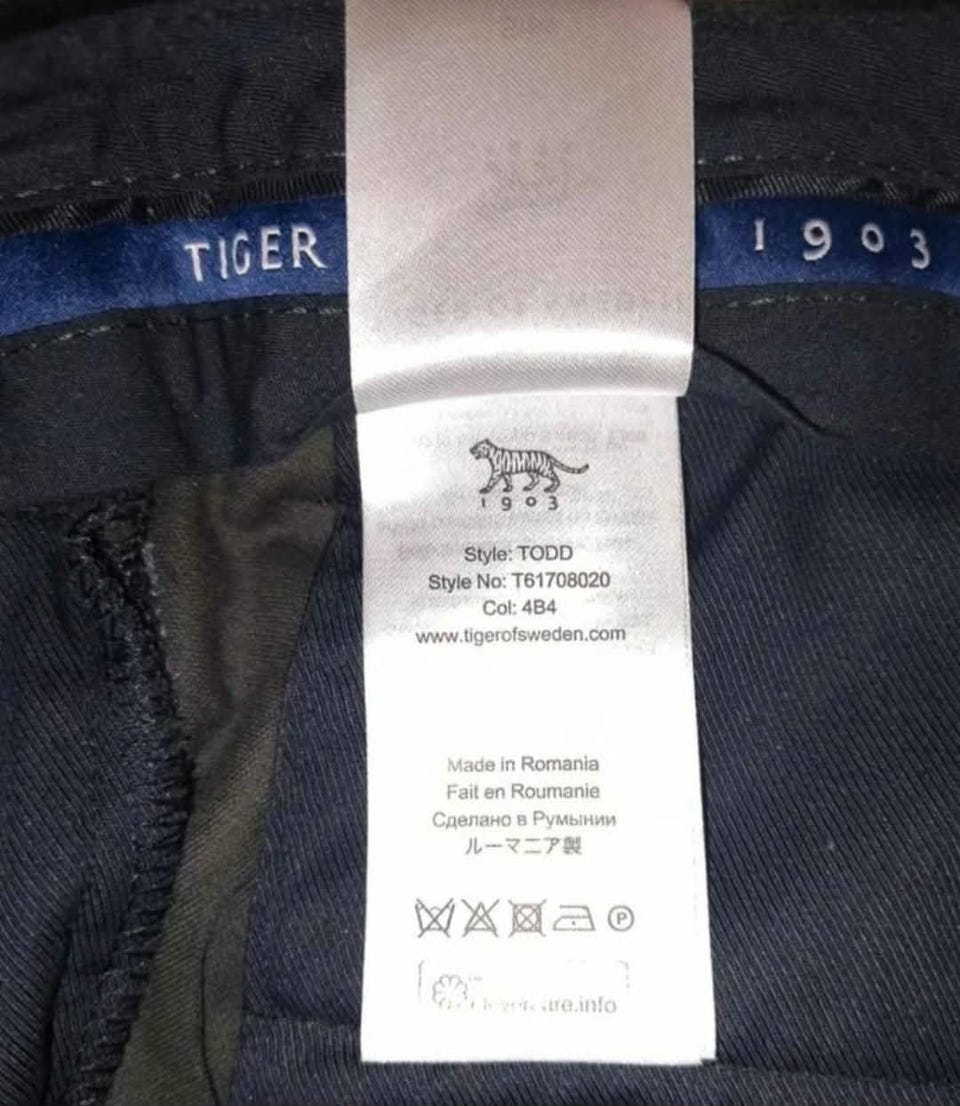 TIGER
1903
1903
Style: TODD
Style No: T61708020
Col: 4B4
www.tigerofsweden.com
Made in Romania
Fait en Roumanie
Сделано в Румынии
ルーマニア製
P